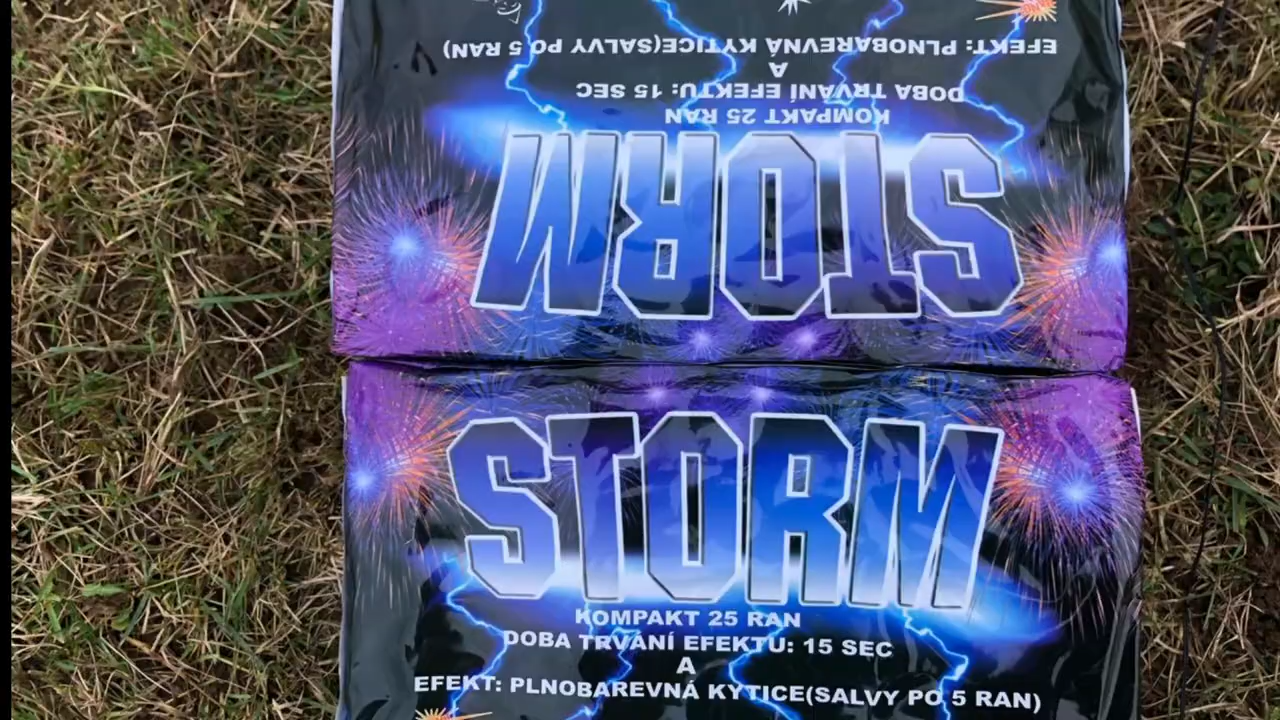 EFEKT: PLNOBAREVNÁ KYTICE(SALVY PO 5 RAN)
A
DOBA TRVÁNÍ EFEKTU: 15 SEC
KOMPAKT 25 RAN
STORM
STORM
KOMPAKT 25 RAN
DOBA TRVÁNÍ EFEKTU: 15 SEC
A
EFEKT: PLNOBAREVNÁ KYTICE(SALVY PO 5 RAN)